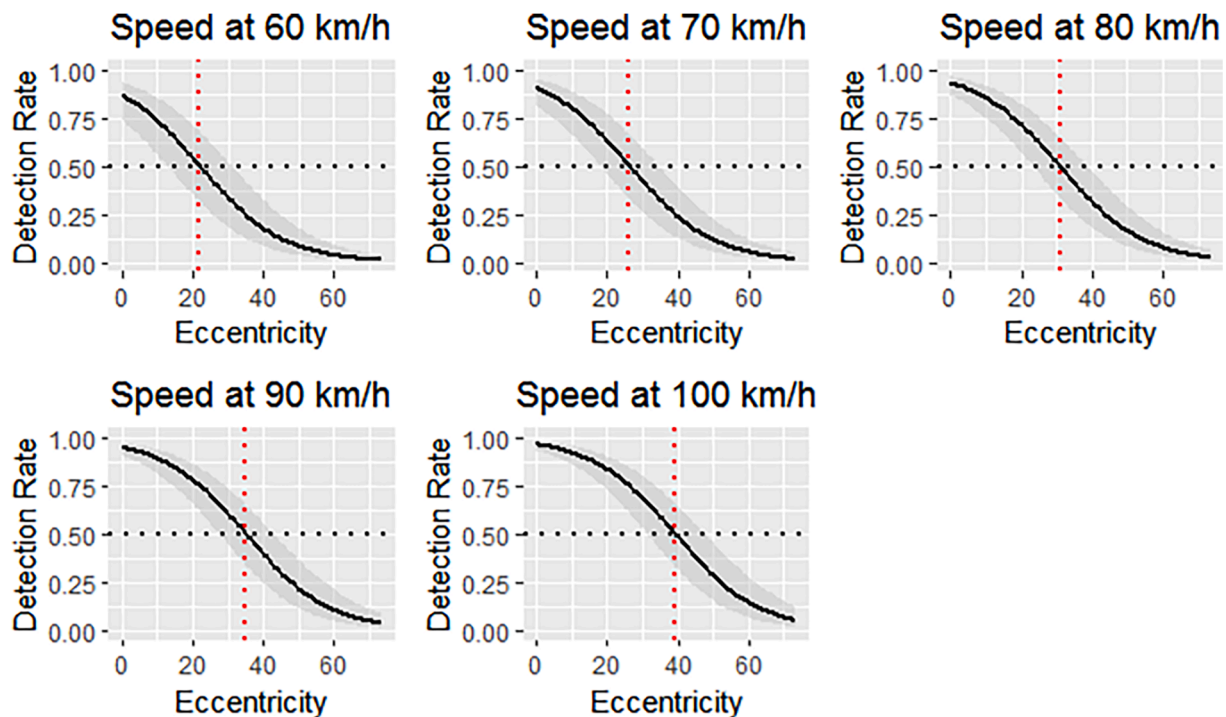 Speed at 60 km/h
Detection Rate
1.00
0.75
0.50
0.25
0.00
0 20 40 60
Eccentricity
Speed at 70 km/h
Detection Rate
1.00
0.75
0.50
0.25
0.00
0 20 40 60
Eccentricity
Speed at 80 km/h
Detection Rate
1.00
0.75
0.50
0.25
0.00
0 20 40 60
Eccentricity
Speed at 90 km/h
Detection Rate
1.00
0.75
0.50
0.25
0.00
0 20 40 60
Eccentricity
Speed at 100 km/h
Detection Rate
1.00
0.75
0.50
0.25
0.00
0 20 40 60
Eccentricity